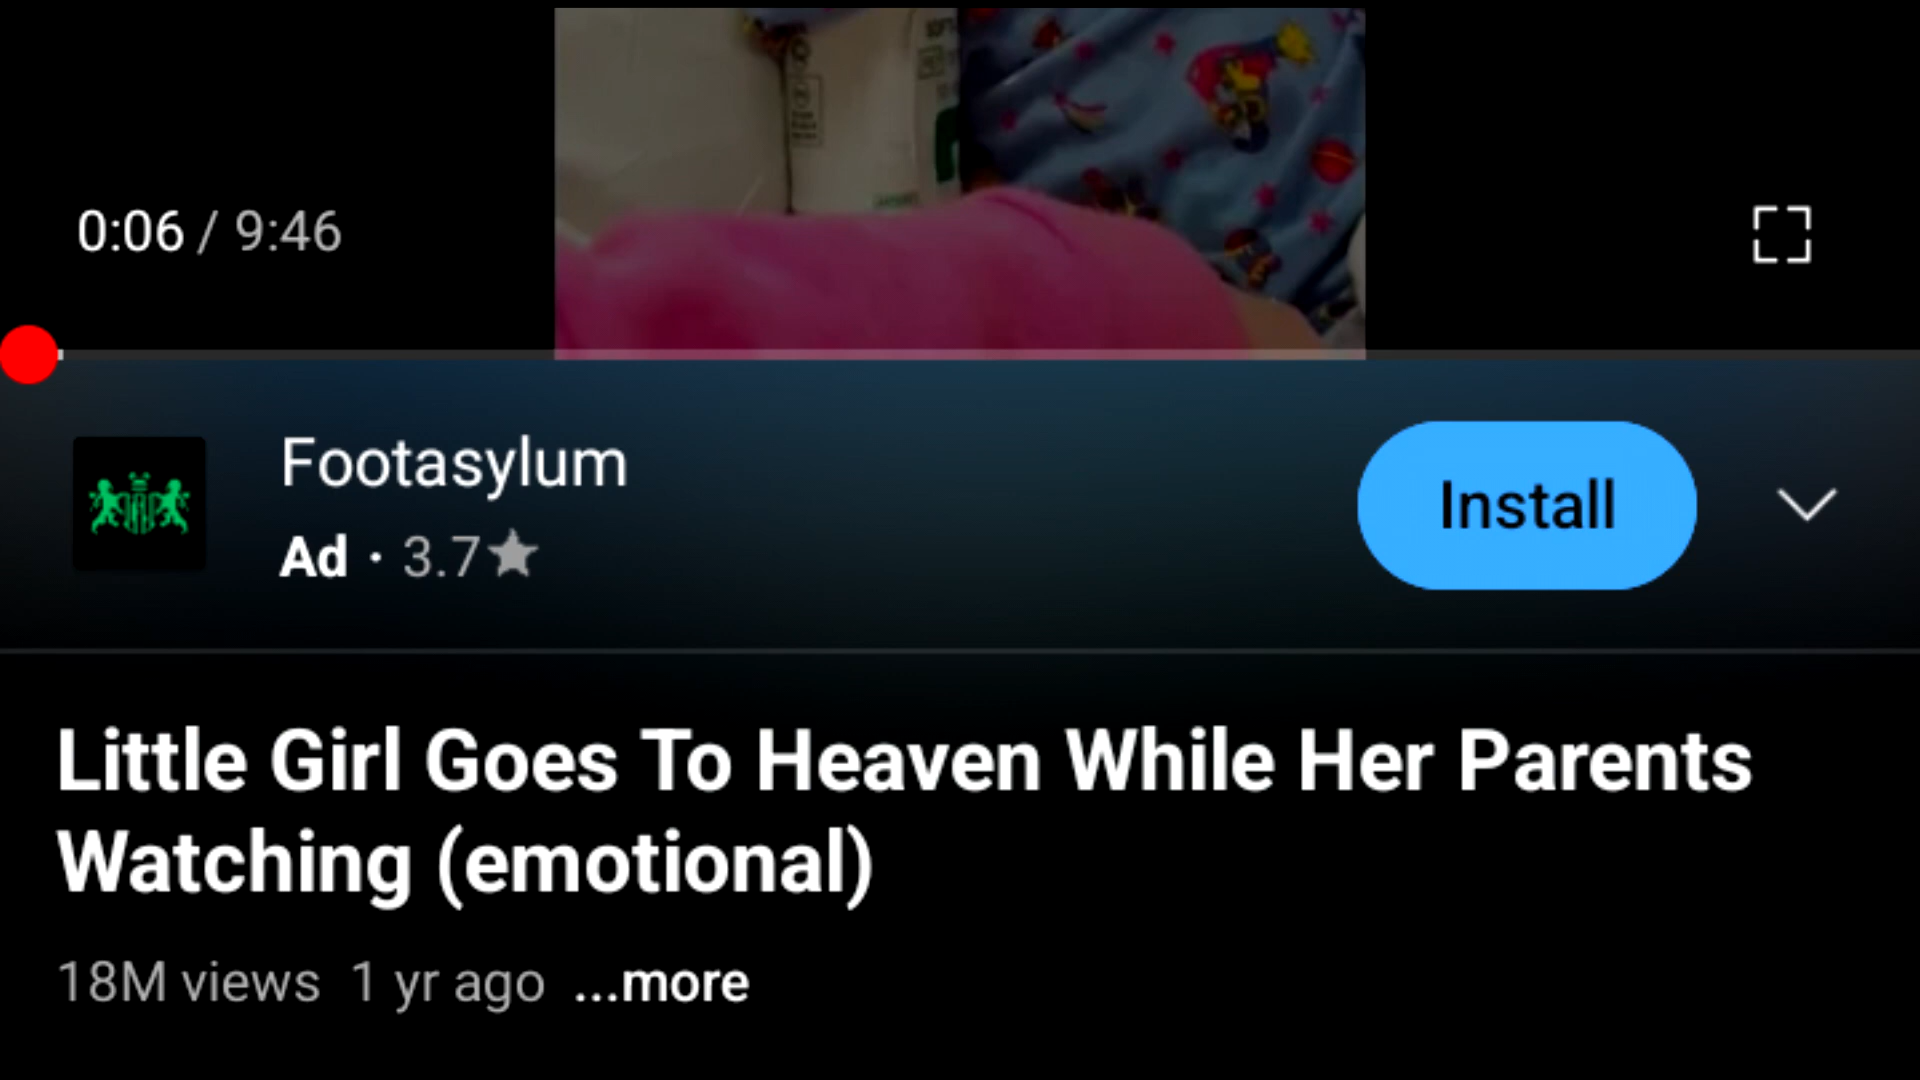 0:06 / 9:46
Footasylum
Install
Ad • 3.7★
Little Girl Goes To Heaven While Her Parents
Watching (emotional)
18M views 1 yr ago ...more